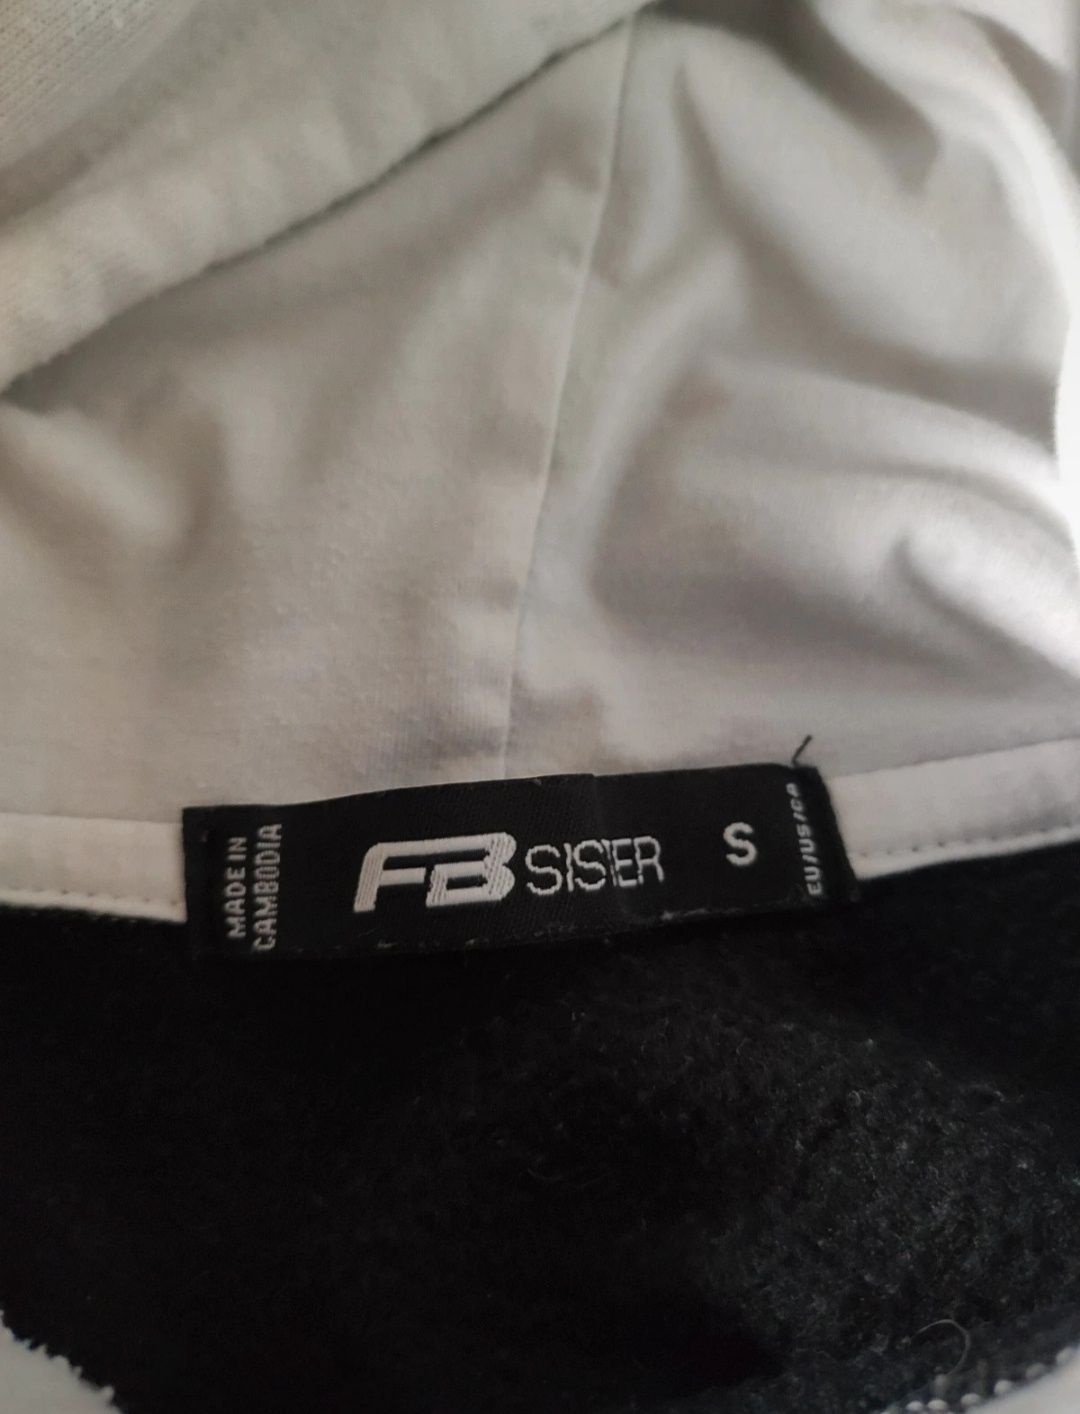 MADE IN
CAMBODIA
FB SISTER
S
EU/US/CA